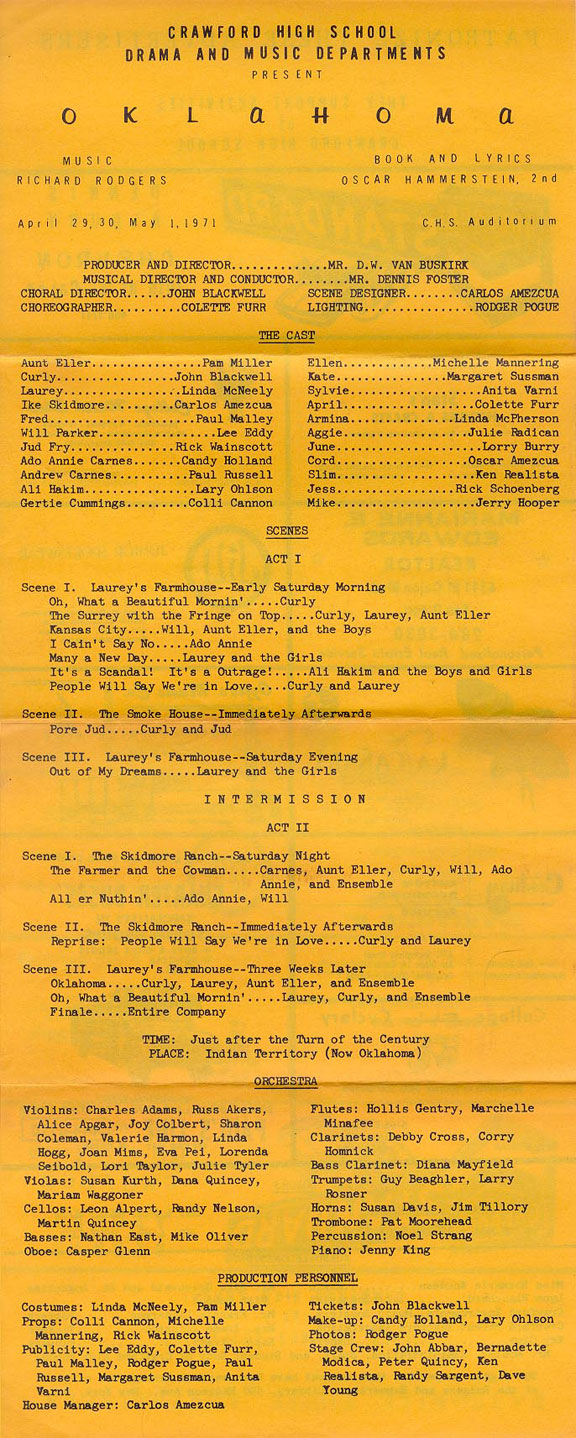 CRAWFORD HIGH SCHOOL
DRAMA AND MUSIC DEPARTMENTS
PRESENT
OKLAHOMA
MUSIC
RICHARD RODGERS
BOOK AND LYRICS
OSCAR HAMMERSTEIN, 2nd
April 29, 30, May 1, 1971
C.H.S. Auditorium
PRODUCER AND DIRECTOR..............MR. D.W. VAN BUSKIRK
MUSICAL DIRECTOR AND CONDUCTOR........MR. DENNIS FOSTER
CHORAL DIRECTOR......JOHN BLACKWELL
SCENE DESIGNER........CARLOS AMEZCUA
CHOREOGRAPHER..........COLETTE FURR
LIGHTING................RODGER POGUE
THE CAST
Aunt Eller................Pam Miller
Curly.................John Blackwell
Laurey.................Linda McNeely
Ike Skidmore..........Carlos Amezcua
Fred.....................Paul Malley
Will Parker.................Lee Eddy
Jud Fry...............Rick Wainscott
Ado Annie Carnes.......Candy Holland
Andrew Carnes...........Paul Russell
Ali Hakim................Lary Ohlson
Gertie Cummings.........Colli Cannon
Ellen.............Michelle Mannering
Kate................Margaret Sussman
Sylvie...................Anita Varni
April...................Colette Furr
Armina...............Linda McPherson
Aggie..................Julie Radican
June.....................Lorry Burry
Cord...................Oscar Amezcua
Slim....................Ken Realista
Jess.................Rick Schoenberg
Mike....................Jerry Hooper
SCENES
ACT I
Scene I. Laurey's Farmhouse--Early Saturday Morning
Oh, What a Beautiful Mornin'.....Curly
The Surrey with the Fringe on Top.....Curly, Laurey, Aunt Eller
Kansas City.....Will, Aunt Eller, and the Boys
I Cain't Say No.....Ado Annie
Many a New Day.....Laurey and the Girls
It's a Scandal! It's a Outrage!.....Ali Hakim and the Boys and Girls
People Will Say We're in Love.....Curly and Laurey
Scene II. The Smoke House--Immediately Afterwards
Pore Jud.....Curly and Jud
Scene III. Laurey's Farmhouse--Saturday Evening
Out of My Dreams.....Laurey and the Girls
INTERMISSION
ACT II
Scene I. The Skidmore Ranch--Saturday Night
The Farmer and the Cowman.....Carnes, Aunt Eller, Curly, Will, Ado
Annie, and Ensemble
All er Nuthin'.....Ado Annie, Will
Scene II. The Skidmore Ranch--Immediately Afterwards
Reprise: People Will Say We're in Love.....Curly and Laurey
Scene III. Laurey's Farmhouse--Three Weeks Later
Oklahoma.....Curly, Laurey, Aunt Eller, and Ensemble
Oh, What a Beautiful Mornin'.....Laurey, Curly, and Ensemble
Finale.....Entire Company
TIME: Just after the Turn of the Century
PLACE: Indian Territory (Now Oklahoma)
ORCHESTRA
Violins: Charles Adams, Russ Akers,
Alice Apgar, Joy Colbert, Sharon
Coleman, Valerie Harmon, Linda
Hogg, Joan Mims, Eva Pei, Lorenda
Seibold, Lori Taylor, Julie Tyler
Violas: Susan Kurth, Dana Quincey,
Mariam Waggoner
Cellos: Leon Alpert, Randy Nelson,
Martin Quincey
Basses: Nathan East, Mike Oliver
Oboe: Casper Glenn
Flutes: Hollis Gentry, Marchelle
Minafee
Clarinets: Debby Cross, Corry
Homnick
Bass Clarinet: Diana Mayfield
Trumpets: Guy Beaghler, Larry
Rosner
Horns: Susan Davis, Jim Tillory
Trombone: Pat Moorehead
Percussion: Noel Strang
Piano: Jenny King
PRODUCTION PERSONNEL
Costumes: Linda McNeely, Pam Miller
Props: Colli Cannon, Michelle
Mannering, Rick Wainscott
Publicity: Lee Eddy, Colette Furr,
Paul Malley, Rodger Pogue, Paul
Russell, Margaret Sussman, Anita
Varni
House Manager: Carlos Amezcua
Tickets: John Blackwell
Make-up: Candy Holland, Lary Ohlson
Photos: Rodger Pogue
Stage Crew: John Abbar, Bernadette
Modica, Peter Quincy, Ken
Realista, Randy Sargent, Dave
Young